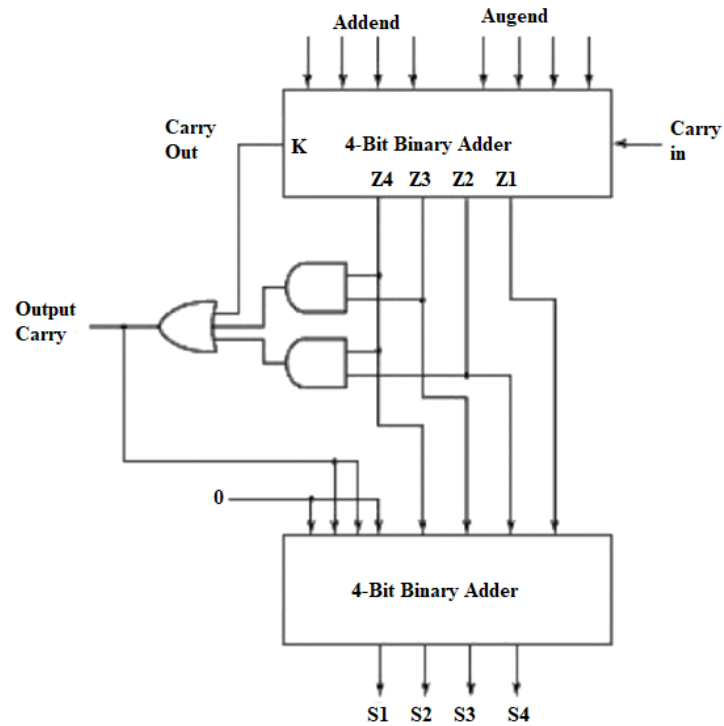 Addend
Augend
Carry
Out
K
4-Bit Binary Adder
Carry
in
Z4 Z3 Z2 Z1
Output
Carry
0
4-Bit Binary Adder
S1 S2 S3 S4